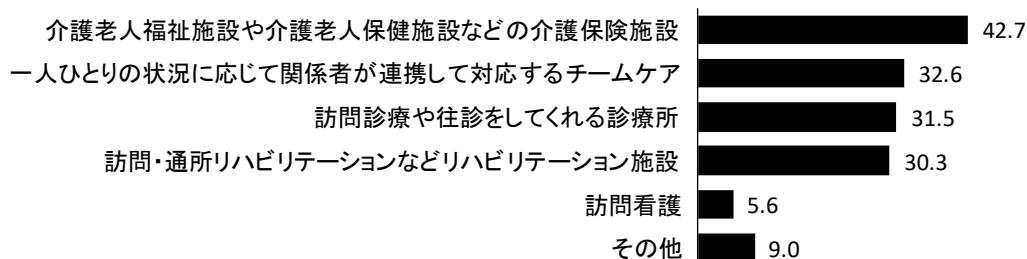 介護老人福祉施設や介護老人保健施設などの介護保険施設 42.7
一人ひとりの状況に応じて関係者が連携して対応するチームケア 32.6
訪問診療や往診をしてくれる診療所 31.5
訪問・通所リハビリテーションなどリハビリテーション施設 30.3
訪問看護 5.6
その他 9.0